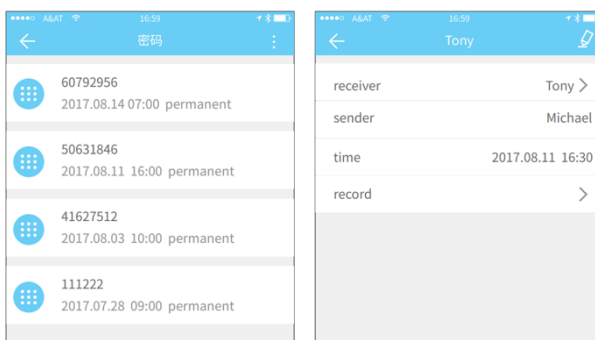 A&AT 16:59
密码
60792956
2017.08.14 07:00 permanent
50631846
2017.08.11 16:00 permanent
41627512
2017.08.03 10:00 permanent
111222
2017.07.28 09:00 permanent
A&AT 16:59
Tony
receiver Tony
sender Michael
time 2017.08.11 16:30
record